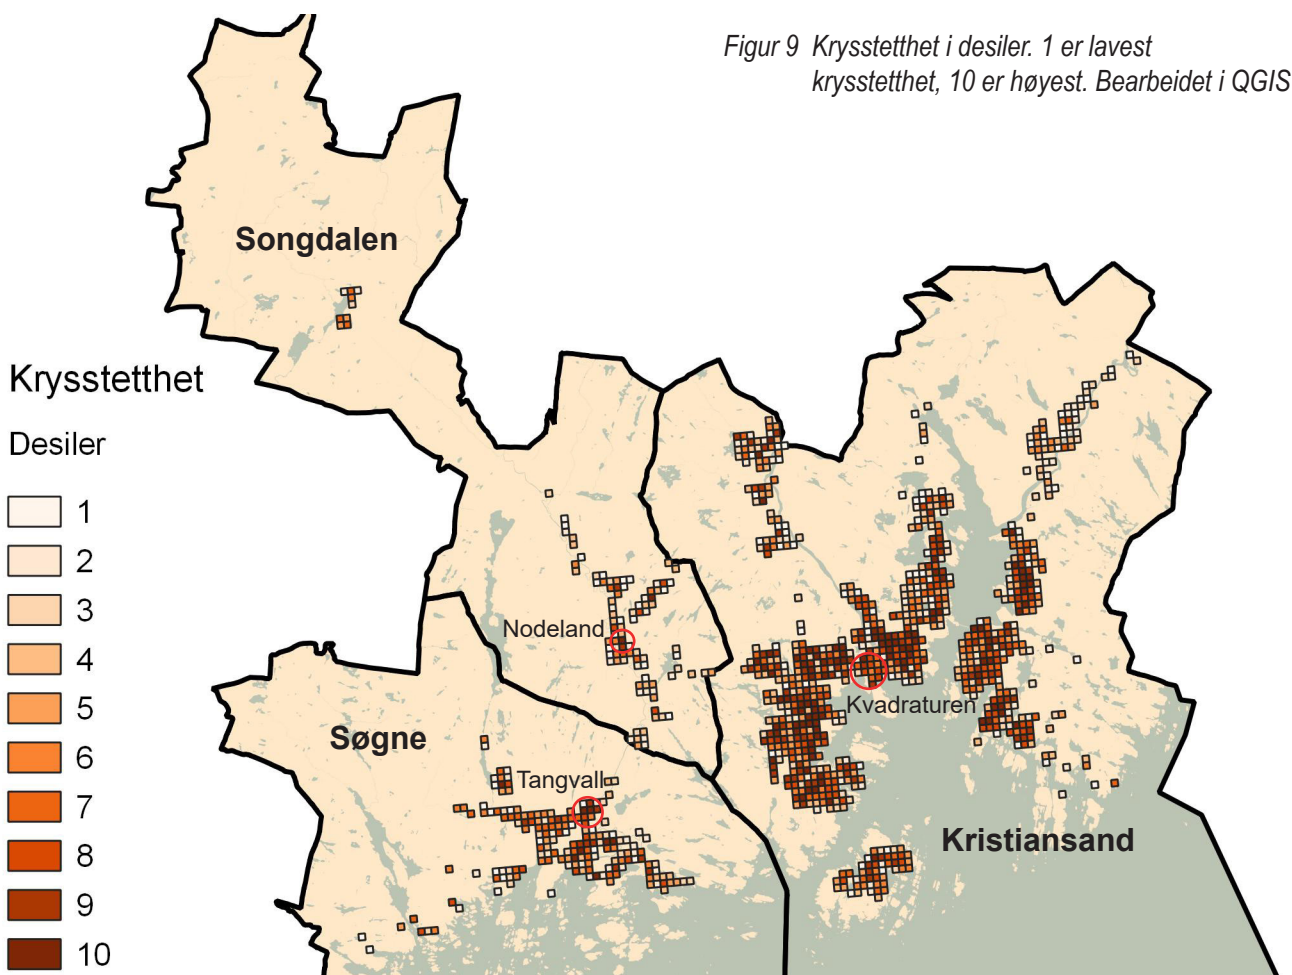 Figur 9 Krysstetthet i desiler. 1 er lavest
krysstetthet, 10 er høyest. Bearbeidet i QGIS
Songdalen
Krysstetthet
Desiler
1
2
3
4
5
6
7
8
9
10
Nodeland
Kvadraturen
Søgne
Tangvall
Kristiansand